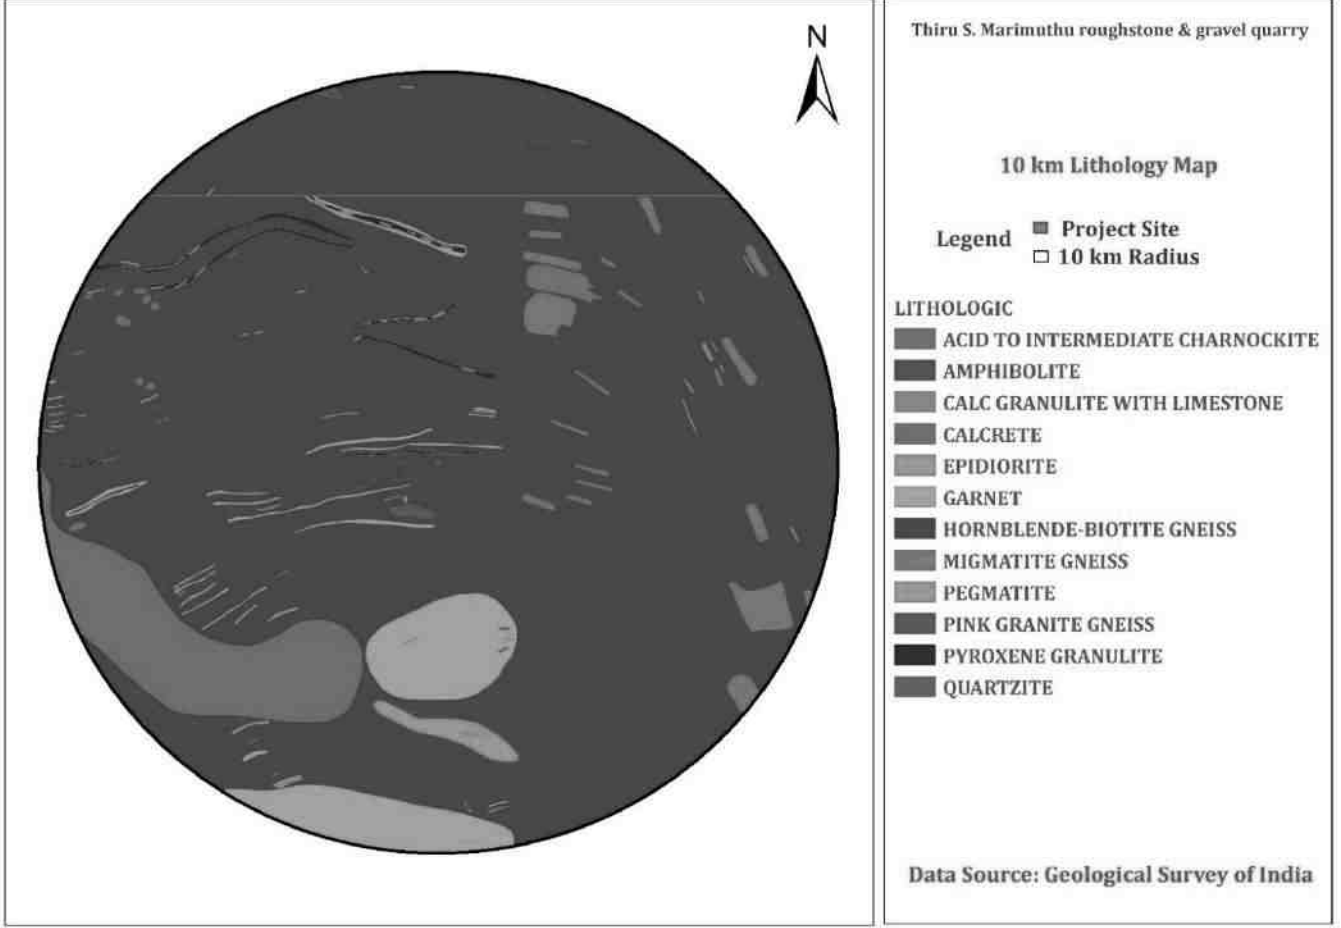 N
Thiru S. Marimuthu roughstone & gravel quarry
10 km Lithology Map
Legend
Project Site
10 km Radius
LITHOLOGIC
ACID TO INTERMEDIATE CHARNOCKITE
AMPHIBOLITE
CALC GRANULITE WITH LIMESTONE
CALCRETE
EPIDIORITE
GARNET
HORNBLENDE-BIOTITE GNEISS
MIGMATITE GNEISS
PEGMATITE
PINK GRANITE GNEISS
PYROXENE GRANULITE
QUARTZITE
Data Source: Geological Survey of India